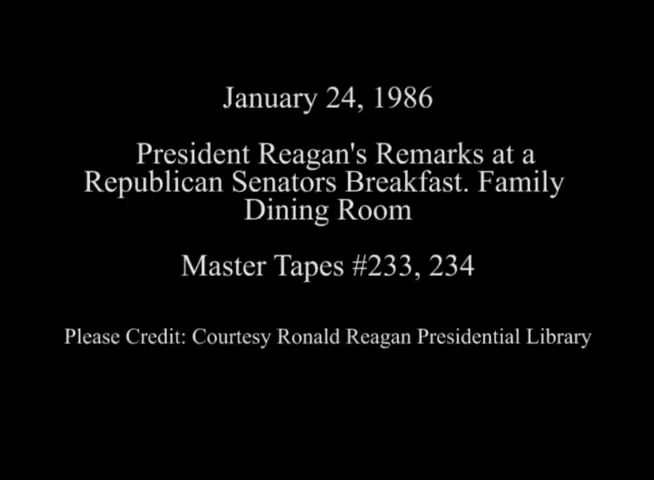 January 24, 1986
President Reagan's Remarks at a
Republican Senators Breakfast. Family
Dining Room
Master Tapes #233, 234
Please Credit: Courtesy Ronald Reagan Presidential Library